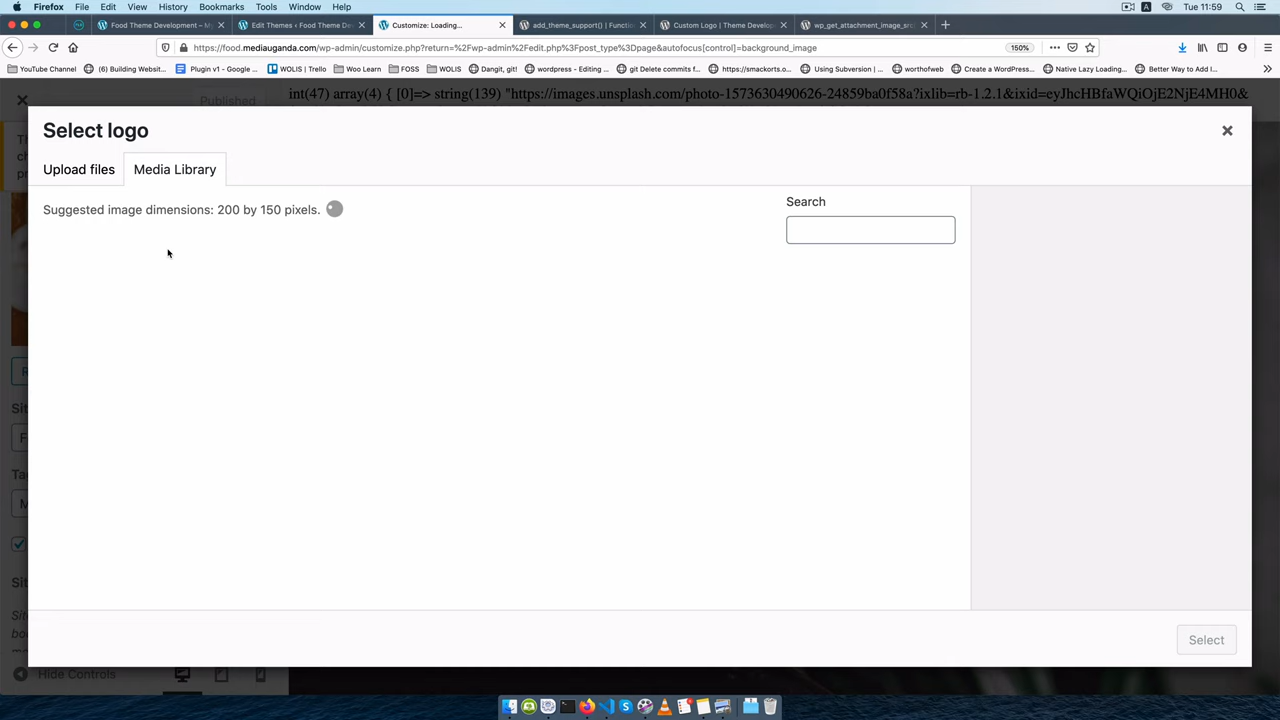 Firefox File Edit View History Bookmarks Tools Window Help Tue 11:59
Food Theme Development – My Edit Themes ‹ Food Theme De Customize: Loading... add_theme_support() | Functi Custom Logo | Theme Develop wp_get_attachment_image_src
https://food.mediauganda.com/wp-admin/customize.php?return=%2Fwp-admin%2Fedit.php%3Fpost_type%3Dpage&autofocus[control]=background_image 150%
YouTube Channel (6) Building Websit... Plugin v1 - Google ... WOLIS | Trello Woo Learn FOSS WOLIS Dangit, git! wordpress - Editing ... git Delete commits f... https://smackorts.o... Using Subversion | ... worthofweb Create a WordPress... Native Lazy Loading... Better Way to Add I...
Published
int(47) array(4) { [0]=> string(139) "https://images.unsplash.com/photo-1573630490626-24859ba0f58a?ixlib=rb-1.2.1&ixid=eyJhcHBfaWQiOjE2NjE4MH0&
Select logo
Upload files Media Library
Suggested image dimensions: 200 by 150 pixels.
Search
Select
Hide Controls